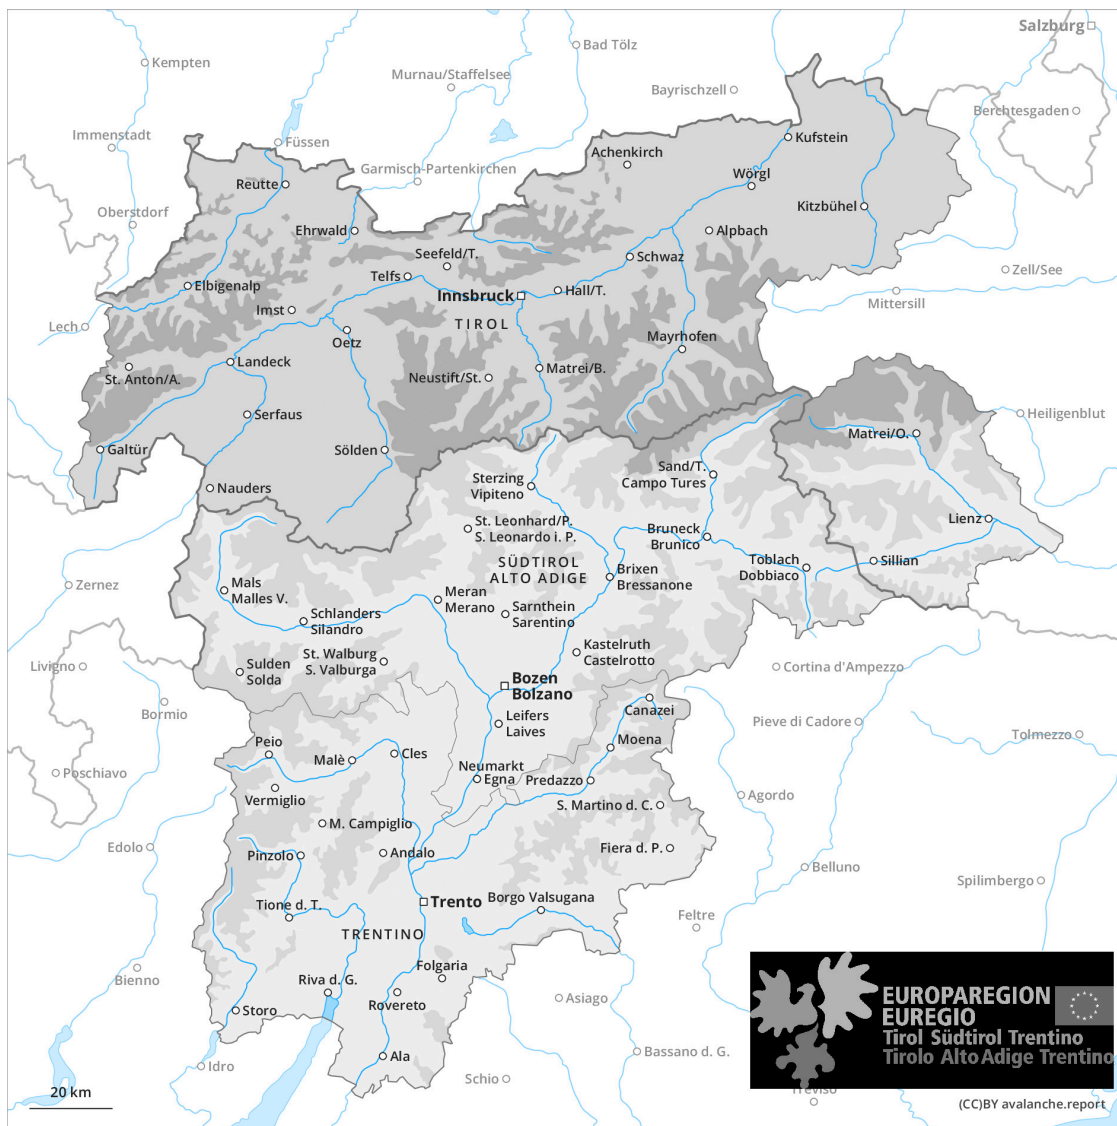 Salzburg
Bad Tölz
Kempten
Murnau/Staffelsee
Bayrischzell
Berchtesgaden
Immenstadt
Füssen
Kufstein
Achenkirch
Garmisch-Partenkirchen
Wörgl
Reutte
Oberstdorf
Kitzbühel
Ehrwald
Alpbach
Seefeld/T.
Schwaz
Zell/See
Telfs
Elbigenalp
Innsbruck
Hall/T.
Mittersill
Imst
TIROL
Lech
Oetz
Mayrhofen
Landeck
Matrei/B.
St. Anton/A.
Neustift/St.
Serfaus
Heiligenblut
Matrei/O.
Galtür
Sölden
Sand/T.
Campo Tures
Sterzing
Vipiteno
Nauders
Lienz
St. Leonhard/P.
S. Leonardo i. P.
Bruneck
Brunico
SÜDTIROL
ALTO ADIGE
Toblach
Dobbiaco
Sillian
Brixen
Bressanone
Zernez
Mals
Malles V.
Meran
Merano
Schlanders
Silandro
Sarnthein
Sarentino
Kastelruth
Castelrotto
St. Walburg
S. Valburga
Livigno
Sulden
Solda
Cortina d'Ampezzo
Bozen
Bolzano
Bormio
Canazei
Leifers
Laives
Pieve di Cadore
Tolmezzo
Peio
Moena
Cles
Malè
Poschiavo
Neumarkt
Egna
Predazzo
Vermiglio
Agordo
S. Martino d. C.
M. Campiglio
Edolo
Pinzolo
Andalo
Fiera d. P.
Belluno
Spilimbergo
Borgo Valsugana
Trento
Tione d. T.
Feltre
TRENTINO
Folgaria
Bienno
Riva d. G.
Rovereto
Asiago
Storo
EUROPAREGION
EUREGIO
Tirol Südtirol Trentino
Tirolo Alto Adige Trentino
Ala
Bassano d. G.
Idro
Schio
Treviso
20 km
(CC)BY avalanche.report